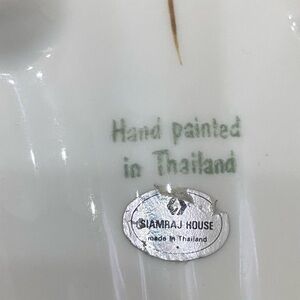 Hand painted
in Thailand
SIAMRAJ HOUSE
made in Thailand